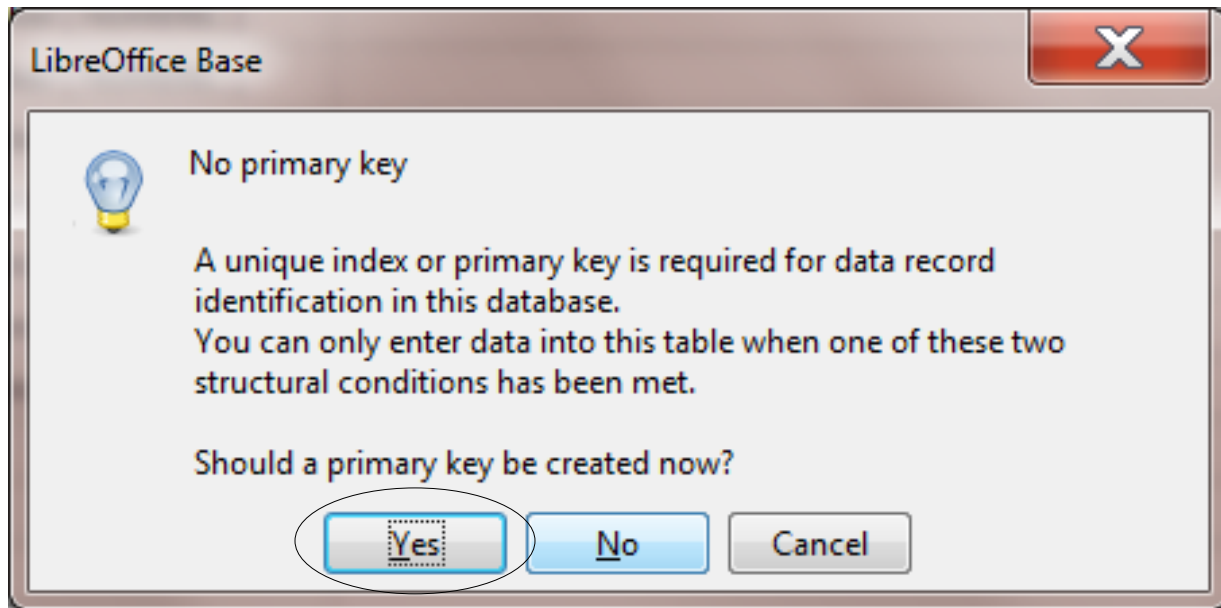 LibreOffice Base
No primary key
A unique index or primary key is required for data record
identification in this database.
You can only enter data into this table when one of these two
structural conditions has been met.
Should a primary key be created now?
Yes No Cancel